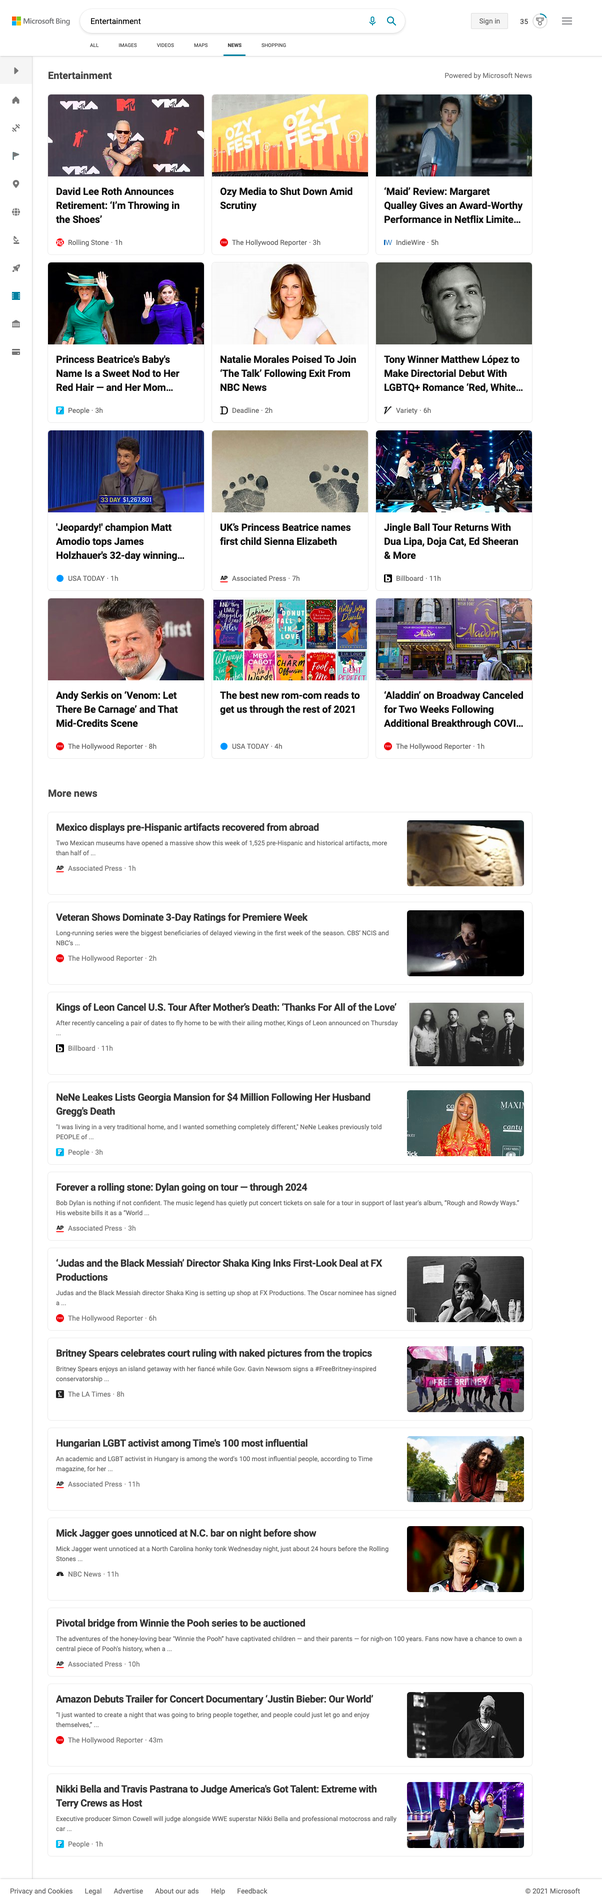 Microsoft Bing
Entertainment
Sign in
35
ALL IMAGES VIDEOS MAPS NEWS SHOPPING
Entertainment
Powered by Microsoft News
David Lee Roth Announces
Retirement: ‘I’m Throwing in
the Shoes’
Rolling Stone · 1h
OZY
FEST
OZY
FEST
Ozy Media to Shut Down Amid
Scrutiny
The Hollywood Reporter · 3h
‘Maid’ Review: Margaret
Qualley Gives an Award-Worthy
Performance in Netflix Limite...
IndieWire · 5h
Princess Beatrice's Baby's
Name Is a Sweet Nod to Her
Red Hair — and Her Mom...
People · 3h
Natalie Morales Poised To Join
‘The Talk’ Following Exit From
NBC News
Deadline · 2h
Tony Winner Matthew López to
Make Directorial Debut With
LGBTQ+ Romance ‘Red, White...
Variety · 6h
33 DAY $1,267,801
'Jeopardy!' champion Matt
Amodio tops James
Holzhauer's 32-day winning...
USA TODAY · 1h
UK’s Princess Beatrice names
first child Sienna Elizabeth
Associated Press · 7h
Jingle Ball Tour Returns With
Dua Lipa, Doja Cat, Ed Sheeran
& More
Billboard · 11h
first
Andy Serkis on ‘Venom: Let
There Be Carnage’ and That
Mid-Credits Scene
The Hollywood Reporter · 8h
The best new rom-com reads to
get us through the rest of 2021
USA TODAY · 4h
Aladdin
‘Aladdin’ on Broadway Canceled
for Two Weeks Following
Additional Breakthrough COVI...
The Hollywood Reporter · 1h
More news
Mexico displays pre-Hispanic artifacts recovered from abroad
Two Mexican museums have opened a massive show this week of 1,525 pre-Hispanic and historical artifacts, more
than half of ...
Associated Press · 1h
Veteran Shows Dominate 3-Day Ratings for Premiere Week
Long-running series were the biggest beneficiaries of delayed viewing in the first week of the season. CBS’ NCIS and
NBC’s ...
The Hollywood Reporter · 2h
Kings of Leon Cancel U.S. Tour After Mother’s Death: ‘Thanks For All of the Love’
After recently canceling a pair of dates to fly home to be with their ailing mother, Kings of Leon announced on Thursday
...
Billboard · 11h
NeNe Leakes Lists Georgia Mansion for $4 Million Following Her Husband
Gregg's Death
"I was living in a very traditional home, and I wanted something completely different," NeNe Leakes previously told
PEOPLE of ...
People · 3h
Forever a rolling stone: Dylan going on tour — through 2024
Bob Dylan is nothing if not confident. The music legend has quietly put concert tickets on sale for a tour in support of last year’s album, “Rough and Rowdy Ways.”
His website bills it as a “World ...
Associated Press · 3h
‘Judas and the Black Messiah’ Director Shaka King Inks First-Look Deal at FX
Productions
Judas and the Black Messiah director Shaka King is setting up shop at FX Productions. The Oscar nominee has signed
a ...
The Hollywood Reporter · 6h
Britney Spears celebrates court ruling with naked pictures from the tropics
Britney Spears enjoys an island getaway with her fiancé while Gov. Gavin Newsom signs a #FreeBritney-inspired
conservatorship ...
The LA Times · 8h
#FREE BRITNEY
Hungarian LGBT activist among Time's 100 most influential
An academic and LGBT activist in Hungary is among the word's 100 most influential people, according to Time
magazine, for her ...
Associated Press · 11h
Mick Jagger goes unnoticed at N.C. bar on night before show
Mick Jagger went unnoticed at a North Carolina honky tonk Wednesday night, just about 24 hours before the Rolling
Stones ...
NBC News · 11h
Pivotal bridge from Winnie the Pooh series to be auctioned
The adventures of the honey-loving bear “Winnie the Pooh” have captivated children — and their parents — for nigh-on 100 years. Fans now have a chance to own a
central piece of Pooh’s history, when a ...
Associated Press · 10h
Amazon Debuts Trailer for Concert Documentary ‘Justin Bieber: Our World’
“I just wanted to create a night that was going to bring people together, and people could just let go and enjoy
themselves,” ...
The Hollywood Reporter · 43m
Nikki Bella and Travis Pastrana to Judge America's Got Talent: Extreme with
Terry Crews as Host
Executive producer Simon Cowell will judge alongside WWE superstar Nikki Bella and professional motocross and rally
car ...
People · 1h
Privacy and Cookies Legal Advertise About our ads Help Feedback
© 2021 Microsoft